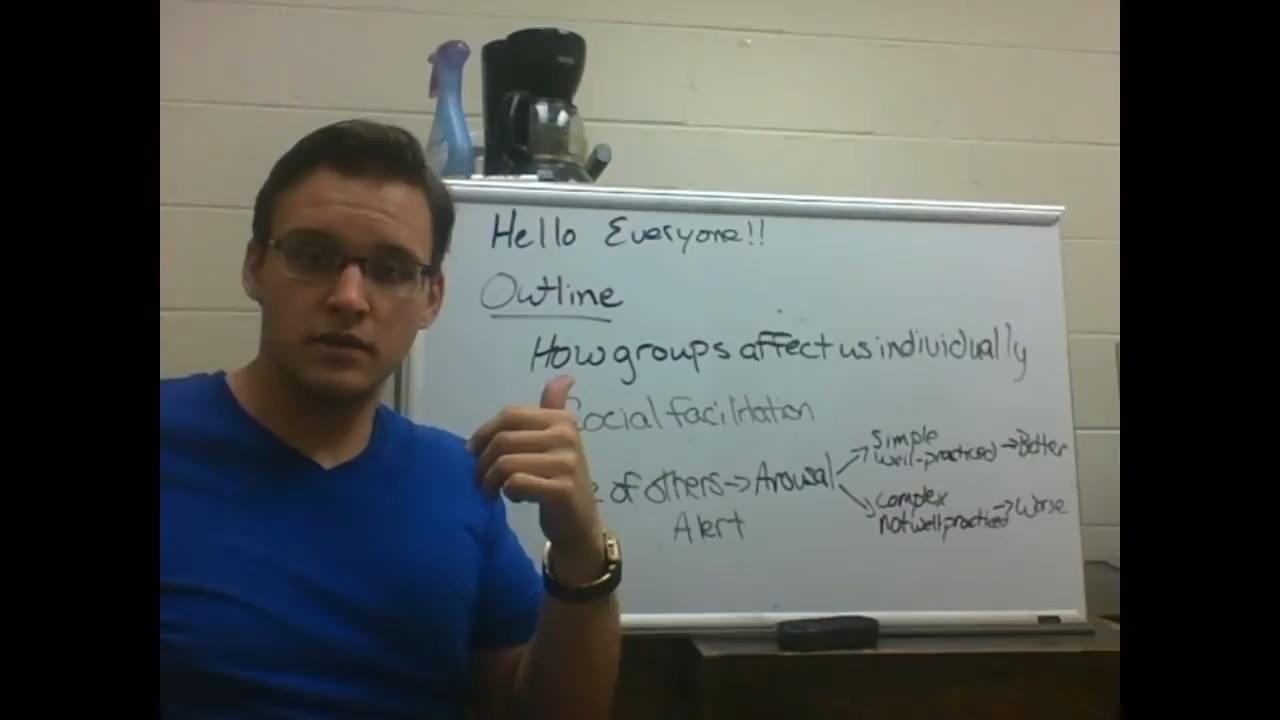 Hello Everyone!!
Outline
How groups affect us individually
Social facilitation
of others -> Arousal
Alert
Simple
well-practiced -> Better
complex
not well practiced -> Worse